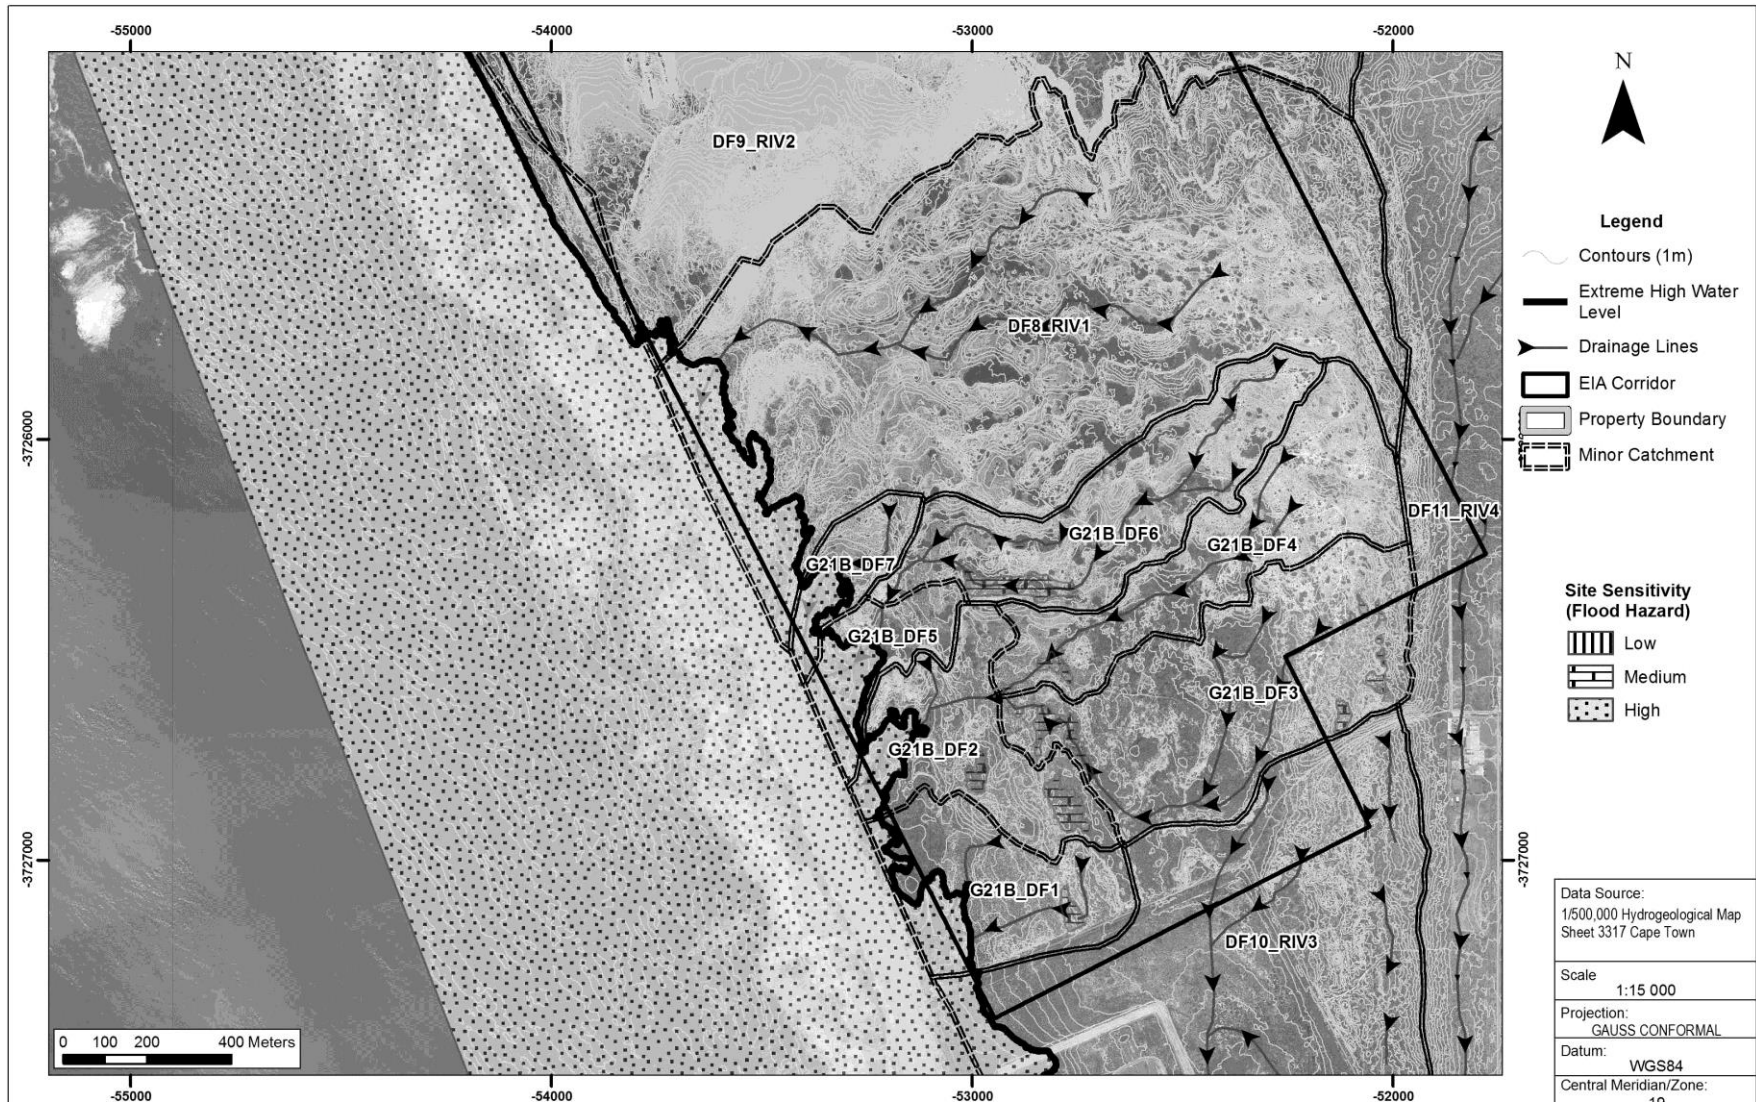 -55000
-54000
-53000
-52000
N
DF9_RIV2
Legend
Contours (1m)
Extreme High Water
Level
DF8_RIV1
Drainage Lines
EIA Corridor
-3726000
Property Boundary
Minor Catchment
DF11_RIV4
G21B_DF6
G21B_DF4
G21B_DF7
Site Sensitivity
(Flood Hazard)
G21B_DF5
Low
Medium
G21B_DF3
High
G21B_DF2
-3727000
-3727000
G21B_DF1
Data Source:
1/500,000 Hydrogeological Map
Sheet 3317 Cape Town
DF10_RIV3
Scale
1:15 000
Projection:
GAUSS CONFORMAL
0 100 200 400 Meters
Datum:
WGS84
Central Meridian/Zone:
-55000
-54000
-53000
-52000